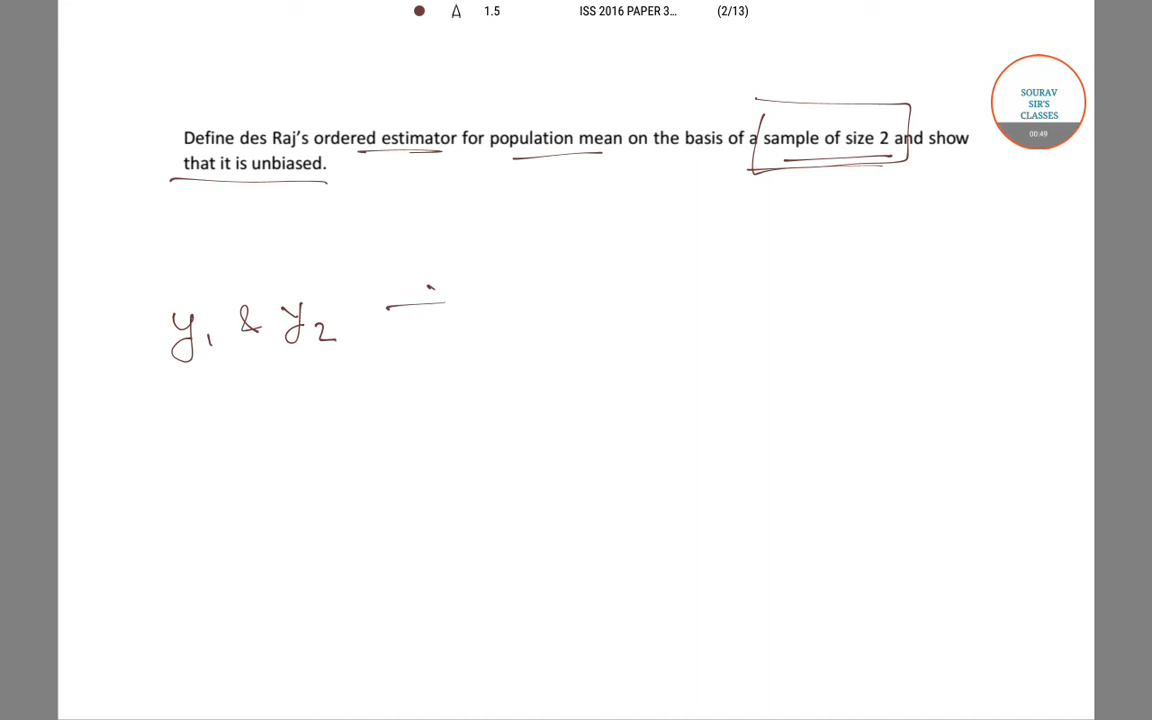 1.5 ISS 2016 PAPER 3... (2/13)
SOURAV
SIR'S
CLASSES
00:49
Define des Raj's ordered estimator for population mean on the basis of a sample of size 2 and show
that it is unbiased.
y₁ & y₂